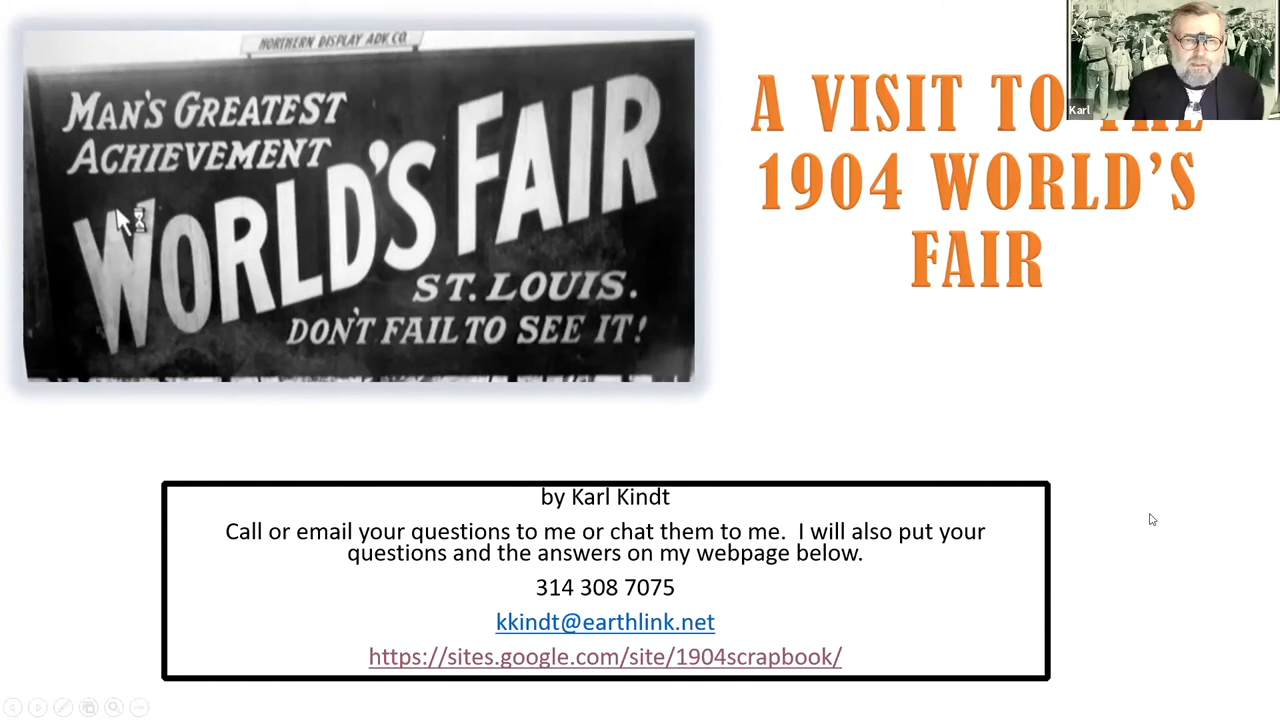 NORTHERN DISPLAY ADV. CO.
MAN'S GREATEST
ACHIEVEMENT
WORLD'S FAIR
ST. LOUIS.
DON'T FAIL TO SEE IT!
A VISIT TO THE
1904 WORLD'S
FAIR
Karl
by Karl Kindt
Call or email your questions to me or chat them to me. I will also put your
questions and the answers on my webpage below.
314 308 7075
kkindt@earthlink.net
https://sites.google.com/site/1904scrapbook/